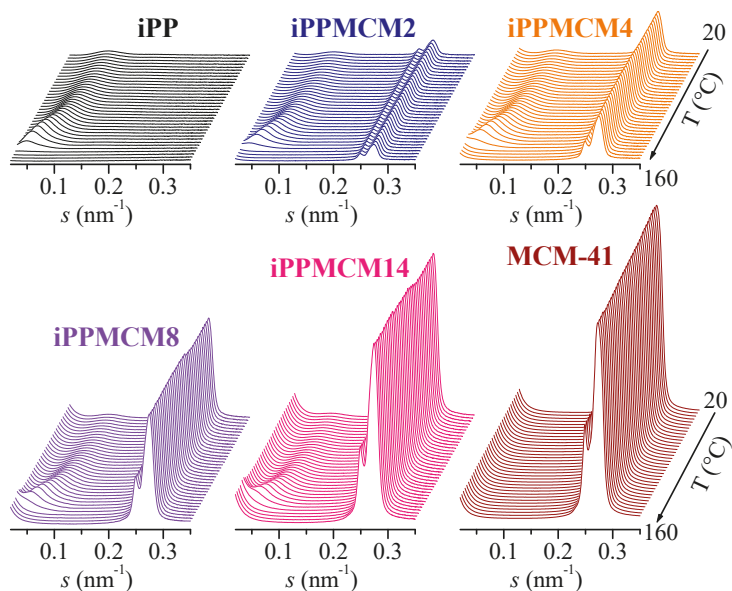 iPP
iPPMCM2
iPPMCM4
20
T (°C)
160
0.1 0.2 0.3
s (nm⁻¹)
0.1 0.2 0.3
s (nm⁻¹)
0.1 0.2 0.3
s (nm⁻¹)
iPPMCM8
iPPMCM14
MCM-41
20
T (°C)
160
0.1 0.2 0.3
s (nm⁻¹)
0.1 0.2 0.3
s (nm⁻¹)
0.1 0.2 0.3
s (nm⁻¹)